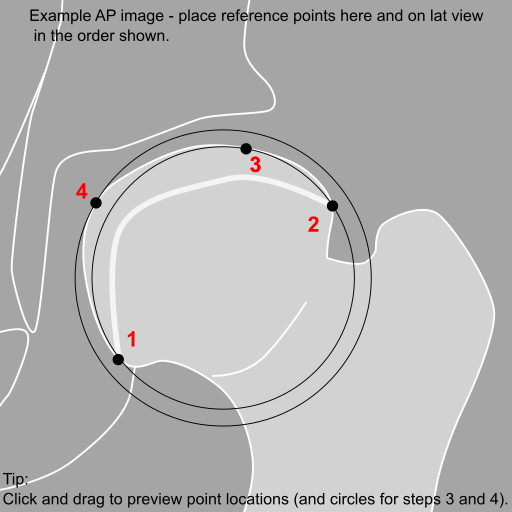 Example AP image - place reference points here and on lat view
in the order shown.
3
4
2
1
Tip:
Click and drag to preview point locations (and circles for steps 3 and 4).